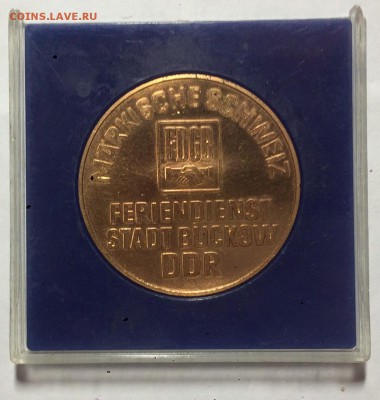 COINS.LAVE.RU
MÄRKISCHE SCHWEIZ
FDGB
FERIENDIENST
STADT BUCKOW
DDR